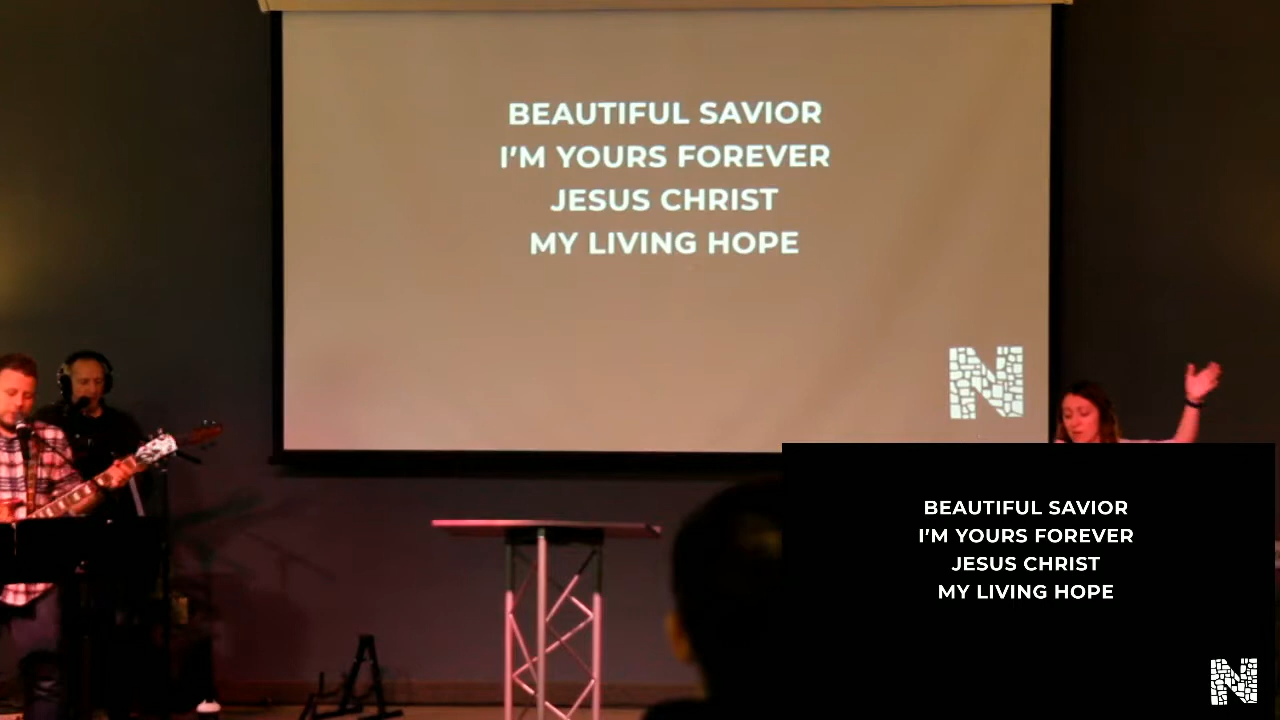 BEAUTIFUL SAVIOR
I'M YOURS FOREVER
JESUS CHRIST
MY LIVING HOPE
N
BEAUTIFUL SAVIOR
I'M YOURS FOREVER
JESUS CHRIST
MY LIVING HOPE
N